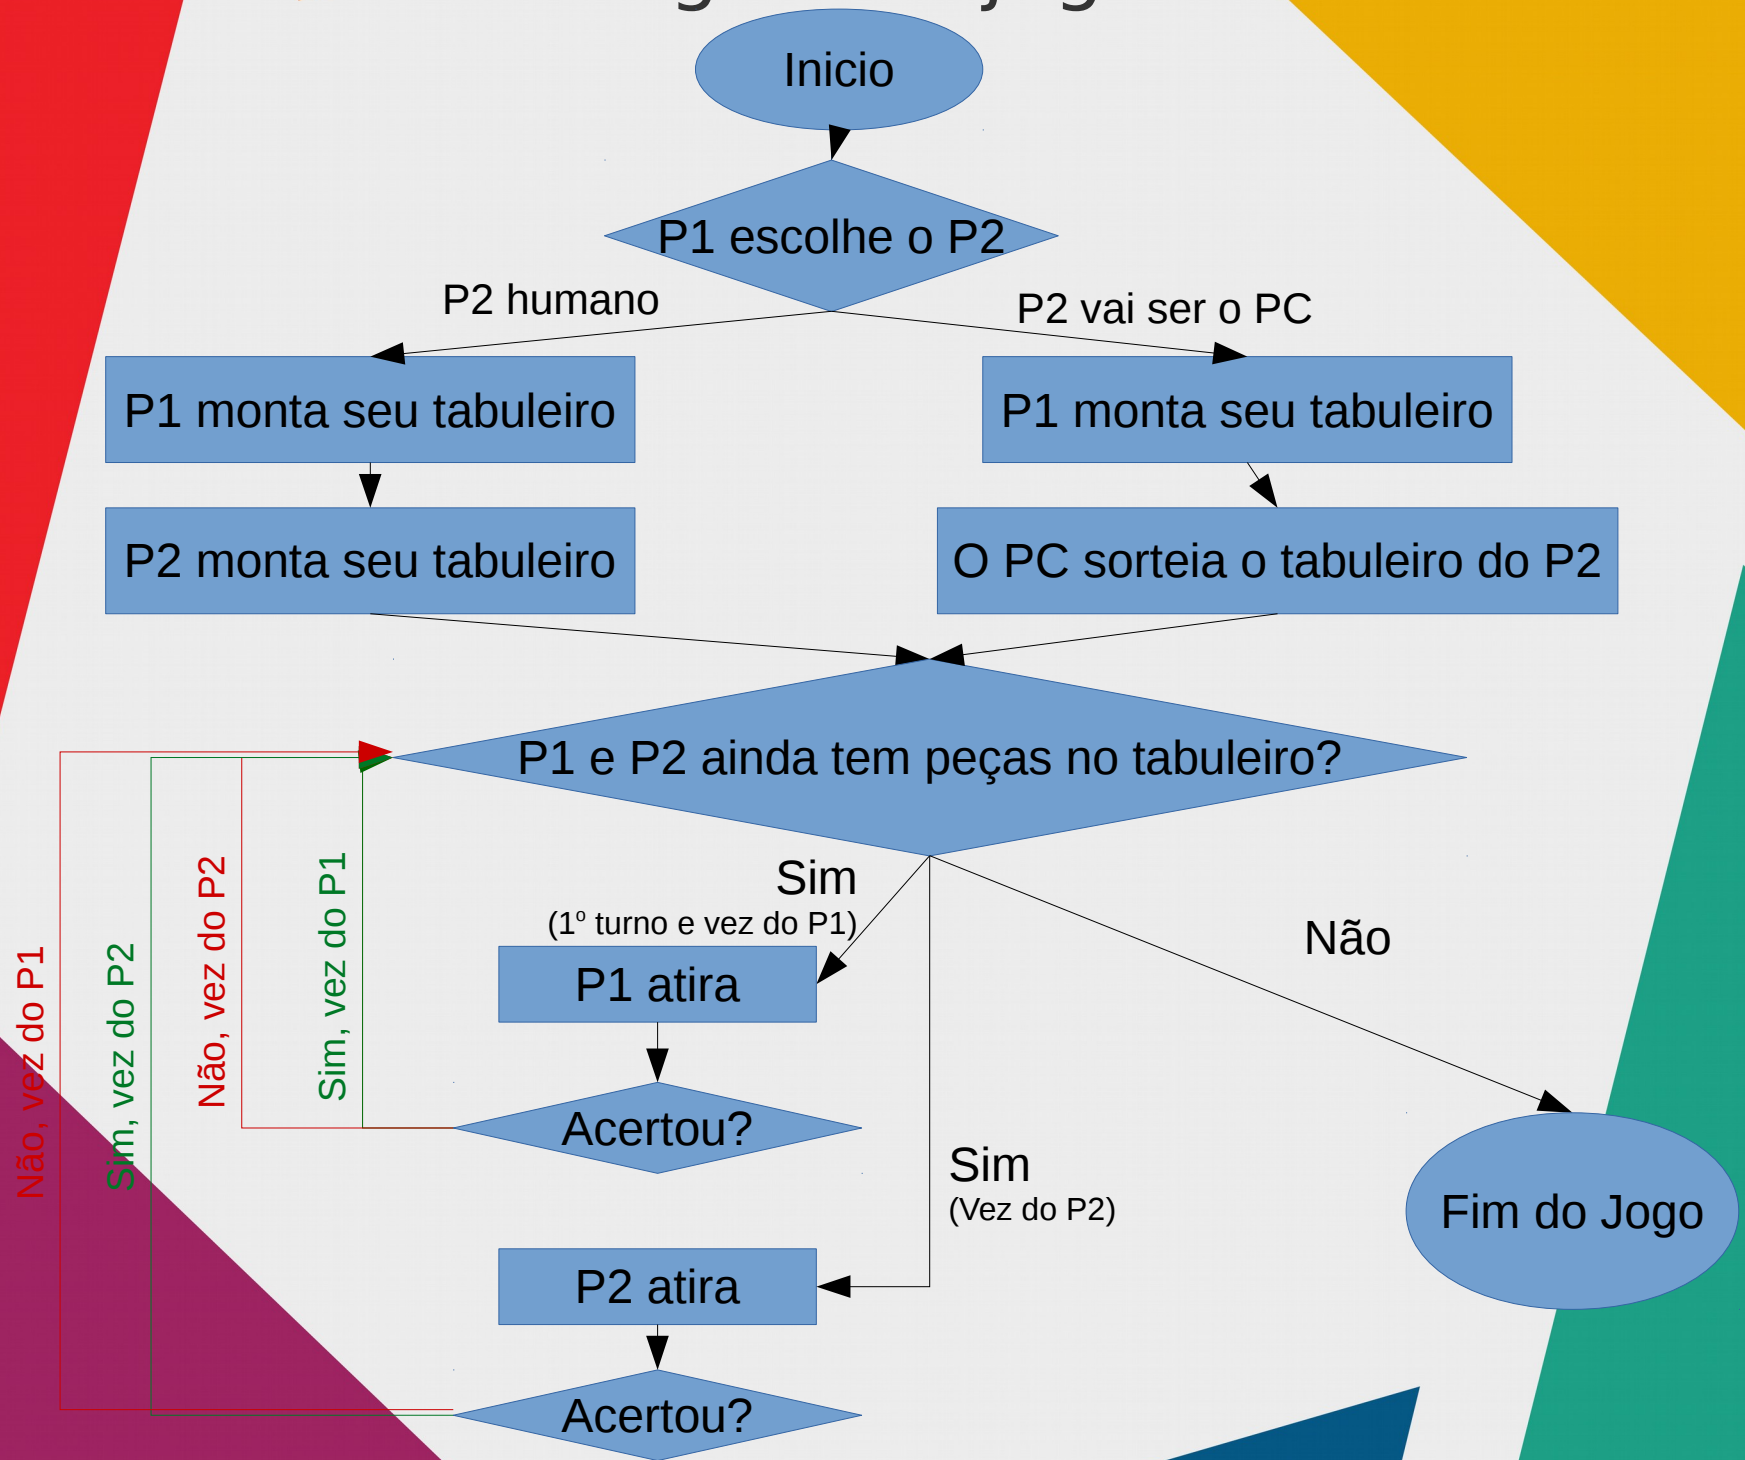 Inicio
P1 escolhe o P2
P2 humano
P2 vai ser o PC
P1 monta seu tabuleiro
P1 monta seu tabuleiro
P2 monta seu tabuleiro
O PC sorteia o tabuleiro do P2
P1 e P2 ainda tem peças no tabuleiro?
Sim
(1º turno e vez do P1)
Não
P1 atira
Acertou?
Sim
(Vez do P2)
Fim do Jogo
P2 atira
Acertou?
Não, vez do P1
Sim, vez do P2
Não, vez do P2
Sim, vez do P1